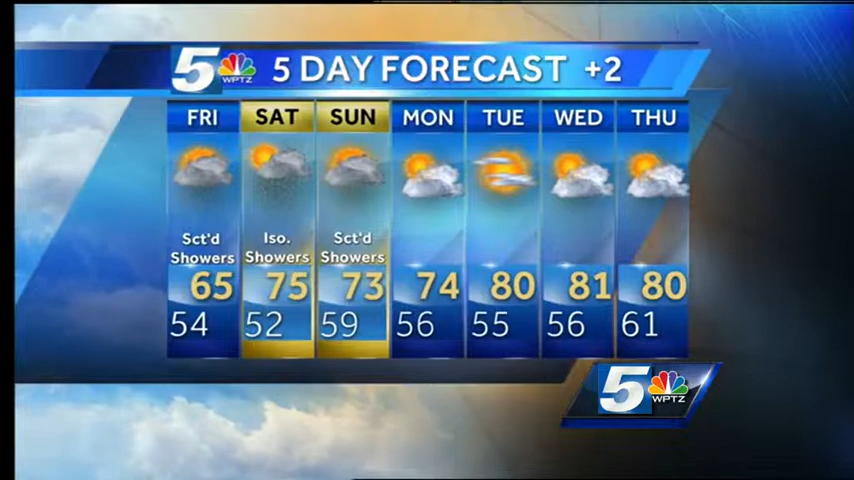 5 WPTZ 5 DAY FORECAST +2
FRI SAT SUN MON TUE WED THU
Sct'd Iso. Sct'd
Showers Showers Showers
65 75 73 74 80 81 80
54 52 59 56 55 56 61
5 WPTZ